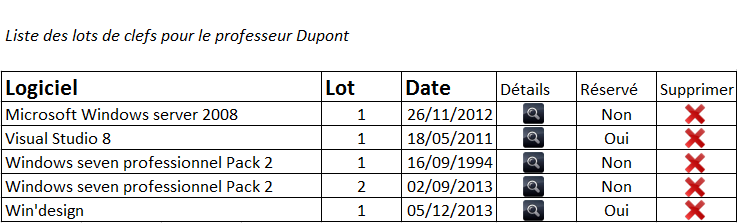 Liste des lots de clefs pour le professeur Dupont
Logiciel Lot Date Détails Réservé Supprimer
Microsoft Windows server 2008 1 26/11/2012 Non
Visual Studio 8 1 18/05/2011 Oui
Windows seven professionnel Pack 2 1 16/09/1994 Non
Windows seven professionnel Pack 2 2 02/09/2013 Non
Win'design 1 05/12/2013 Oui